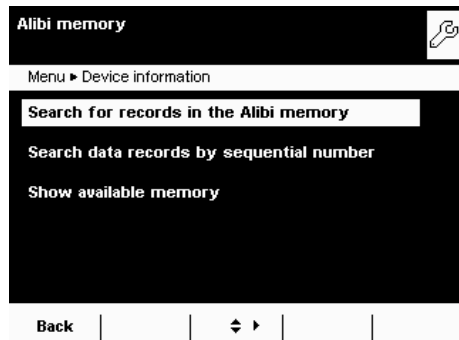 Alibi memory
Menu ▸ Device information
Search for records in the Alibi memory
Search data records by sequential number
Show available memory
Back